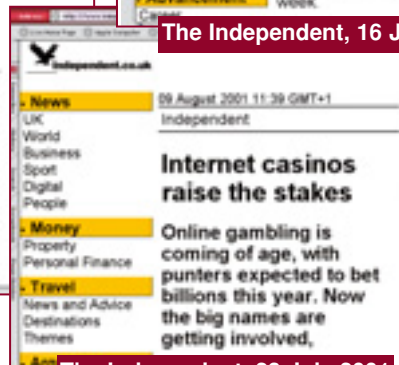 Advancement
week.
Career
The Independent, 16 J
independent.co.uk
News
UK
World
Business
Sport
Digital
People
Money
Property
Personal Finance
Travel
News and Advice
Destinations
Themes
09 August 2001 11:39 GMT+1
Independent
Internet casinos
raise the stakes
Online gambling is
coming of age, with
punters expected to bet
billions this year. Now
the big names are
getting involved,